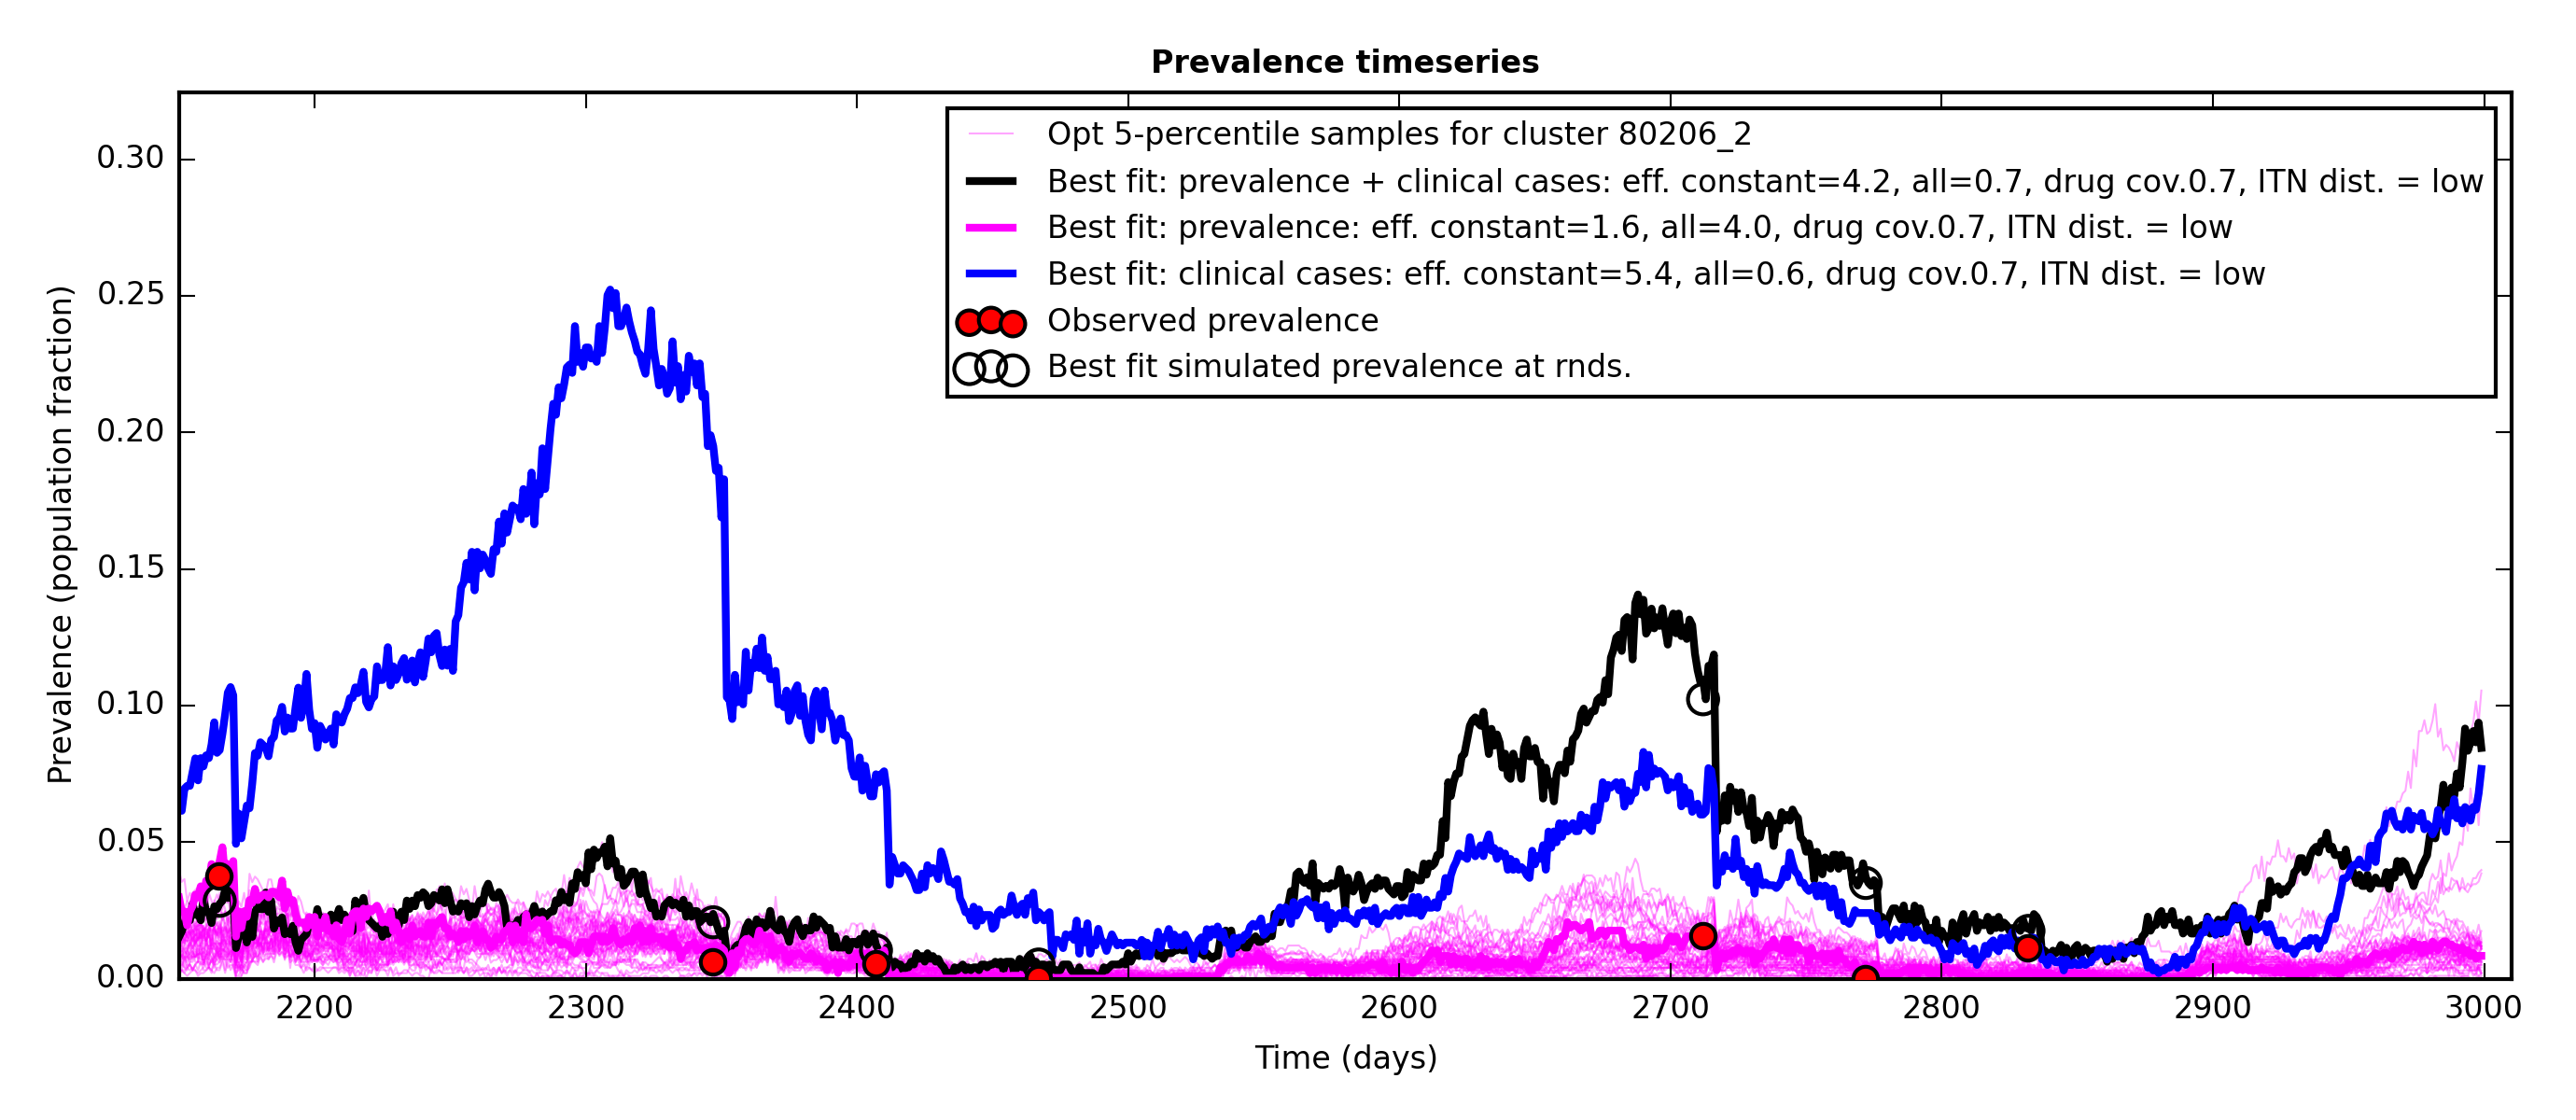 Prevalence timeseries
Opt 5-percentile samples for cluster 80206_2
Best fit: prevalence + clinical cases: eff. constant=4.2, all=0.7, drug cov.0.7, ITN dist. = low
Best fit: prevalence: eff. constant=1.6, all=4.0, drug cov.0.7, ITN dist. = low
Best fit: clinical cases: eff. constant=5.4, all=0.6, drug cov.0.7, ITN dist. = low
Observed prevalence
Best fit simulated prevalence at rnds.
Prevalence (population fraction)
0.30
0.25
0.20
0.15
0.10
0.05
0.00
2200 2300 2400 2500 2600 2700 2800 2900 3000
Time (days)